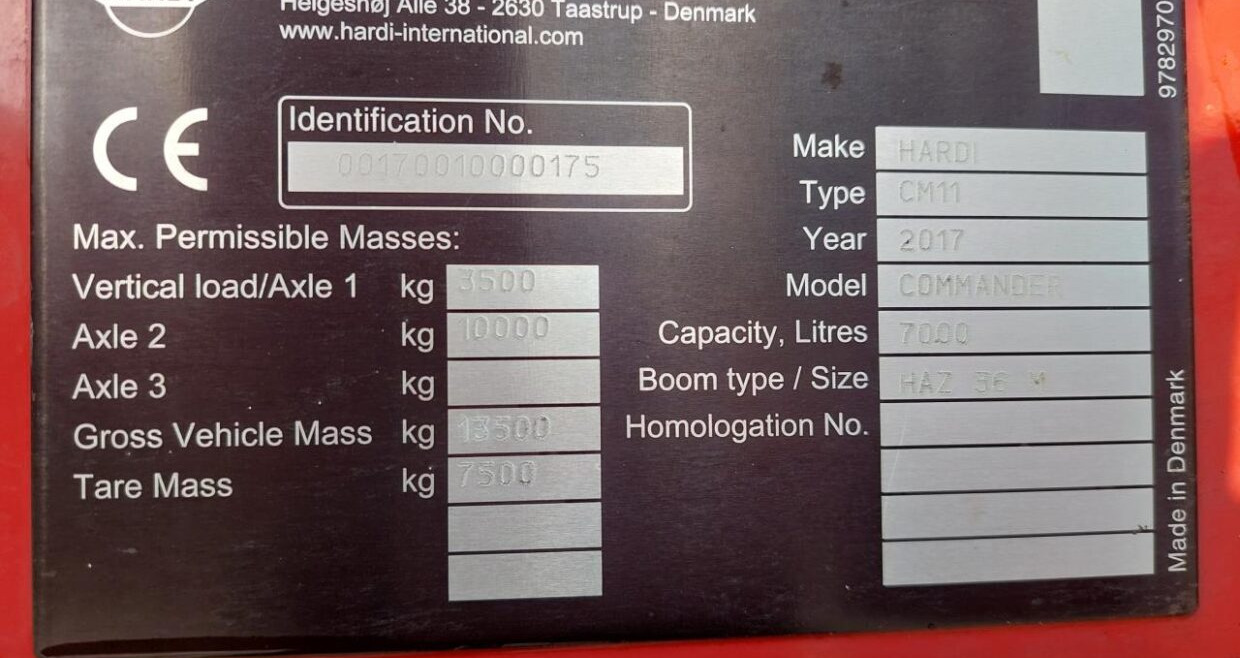 Helgeshøj Allé 38 - 2630 Taastrup - Denmark
www.hardi-international.com
CE
Identification No.
00170010000175
Max. Permissible Masses:
Vertical load/Axle 1 kg 3500
Axle 2 kg 10000
Axle 3 kg
Gross Vehicle Mass kg 13500
Tare Mass kg 7500
Make HARDI
Type CM11
Year 2017
Model COMMANDER
Capacity, Litres 7000
Boom type / Size HAZ 36 M
Homologation No.
9782970
Made in Denmark